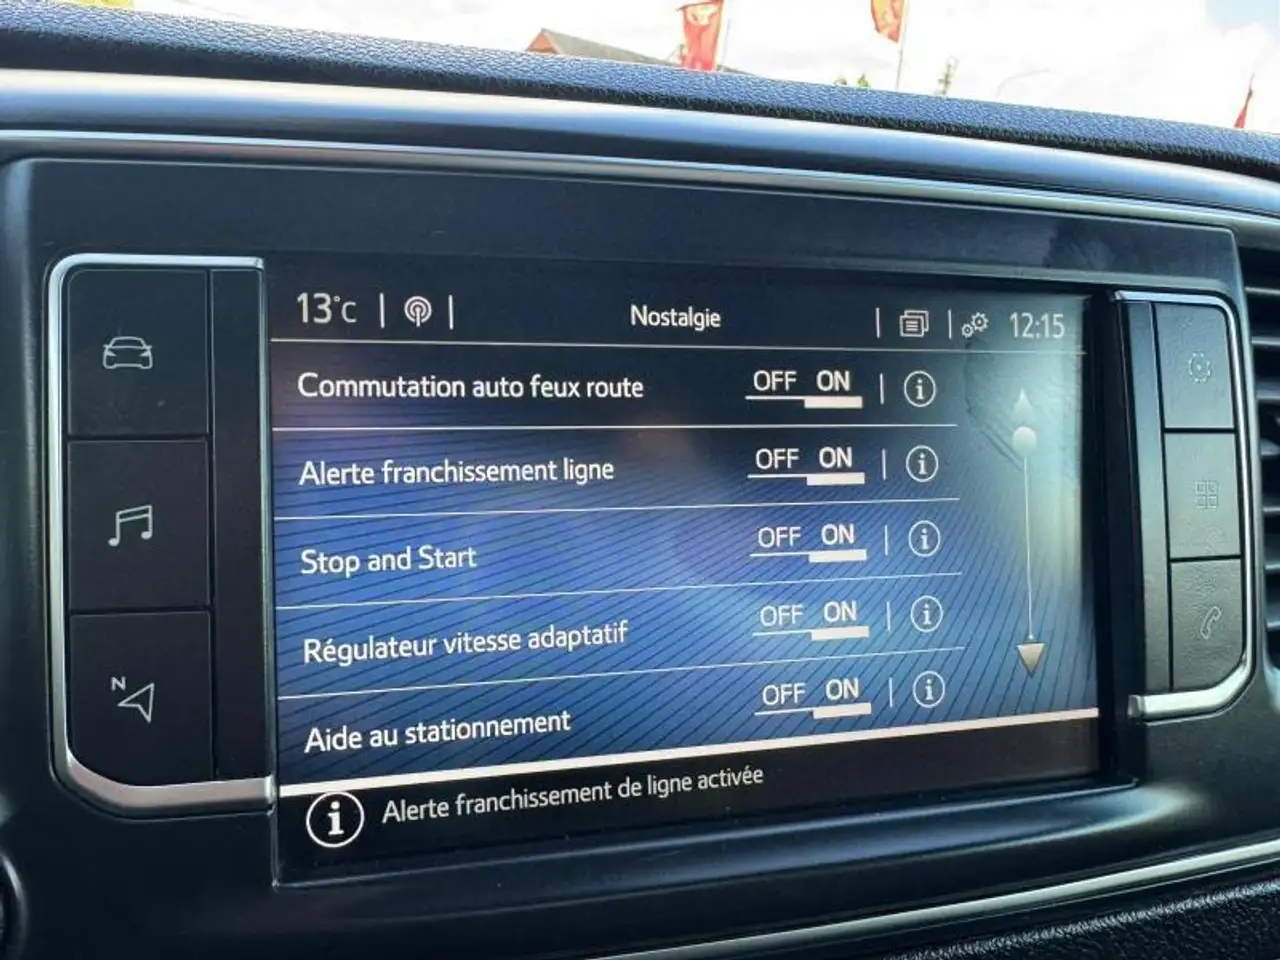 13°C Nostalgie 12:15
Commutation auto feux route OFF ON i
Alerte franchissement ligne OFF ON i
Stop and Start OFF ON i
Régulateur vitesse adaptatif OFF ON i
Aide au stationnement OFF ON i
i Alerte franchissement de ligne activée
N